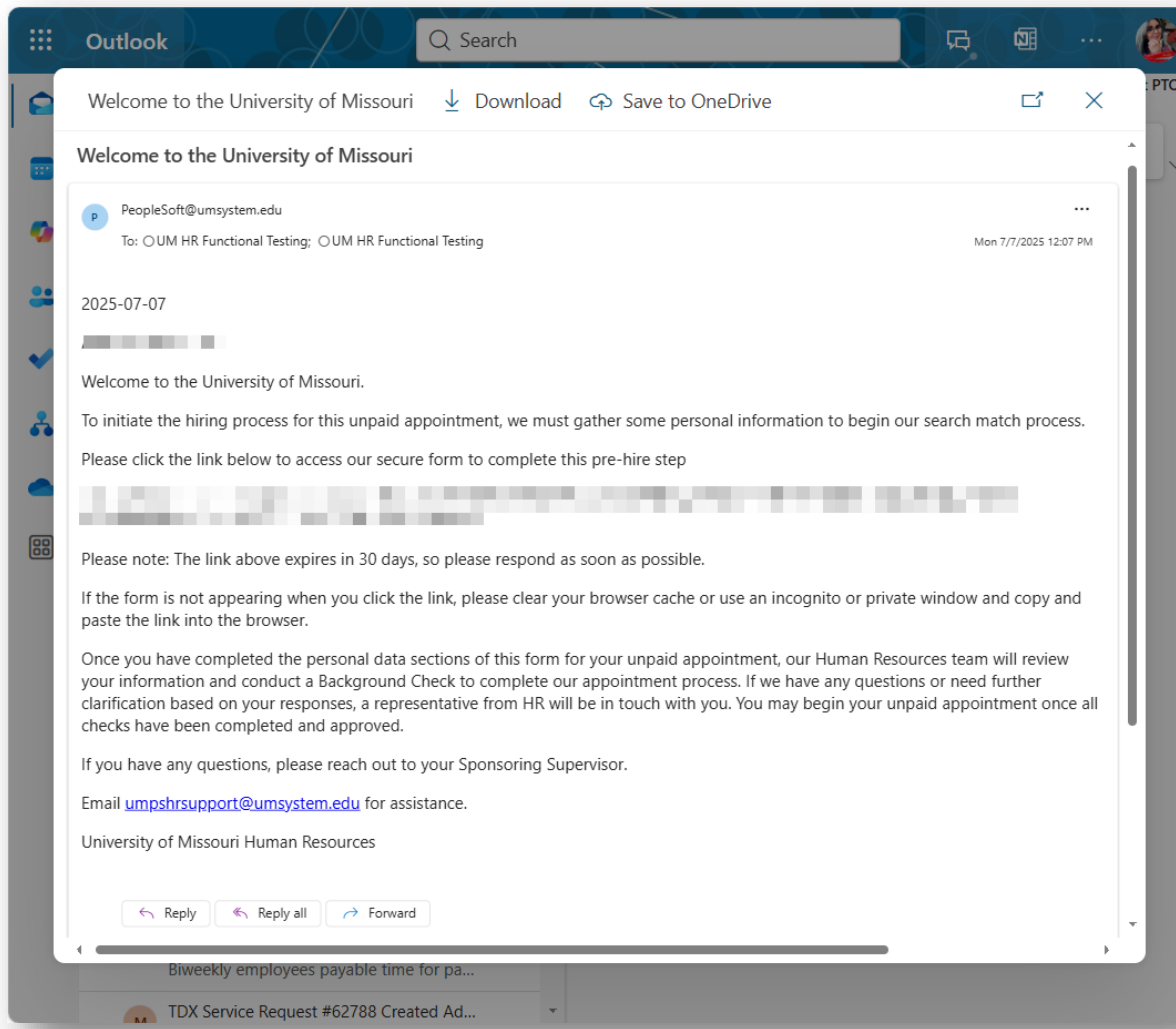 Outlook
Search
: PTO
Welcome to the University of Missouri
Download
Save to OneDrive
Welcome to the University of Missouri
P
PeopleSoft@umsystem.edu
To: UM HR Functional Testing; UM HR Functional Testing
Mon 7/7/2025 12:07 PM
2025-07-07
Welcome to the University of Missouri.
To initiate the hiring process for this unpaid appointment, we must gather some personal information to begin our search match process.
Please click the link below to access our secure form to complete this pre-hire step
Please note: The link above expires in 30 days, so please respond as soon as possible.
If the form is not appearing when you click the link, please clear your browser cache or use an incognito or private window and copy and
paste the link into the browser.
Once you have completed the personal data sections of this form for your unpaid appointment, our Human Resources team will review
your information and conduct a Background Check to complete our appointment process. If we have any questions or need further
clarification based on your responses, a representative from HR will be in touch with you. You may begin your unpaid appointment once all
checks have been completed and approved.
If you have any questions, please reach out to your Sponsoring Supervisor.
Email umpshrsupport@umsystem.edu for assistance.
University of Missouri Human Resources
Reply
Reply all
Forward
Biweekly employees payable time for pa...
M
TDX Service Request #62788 Created Ad...